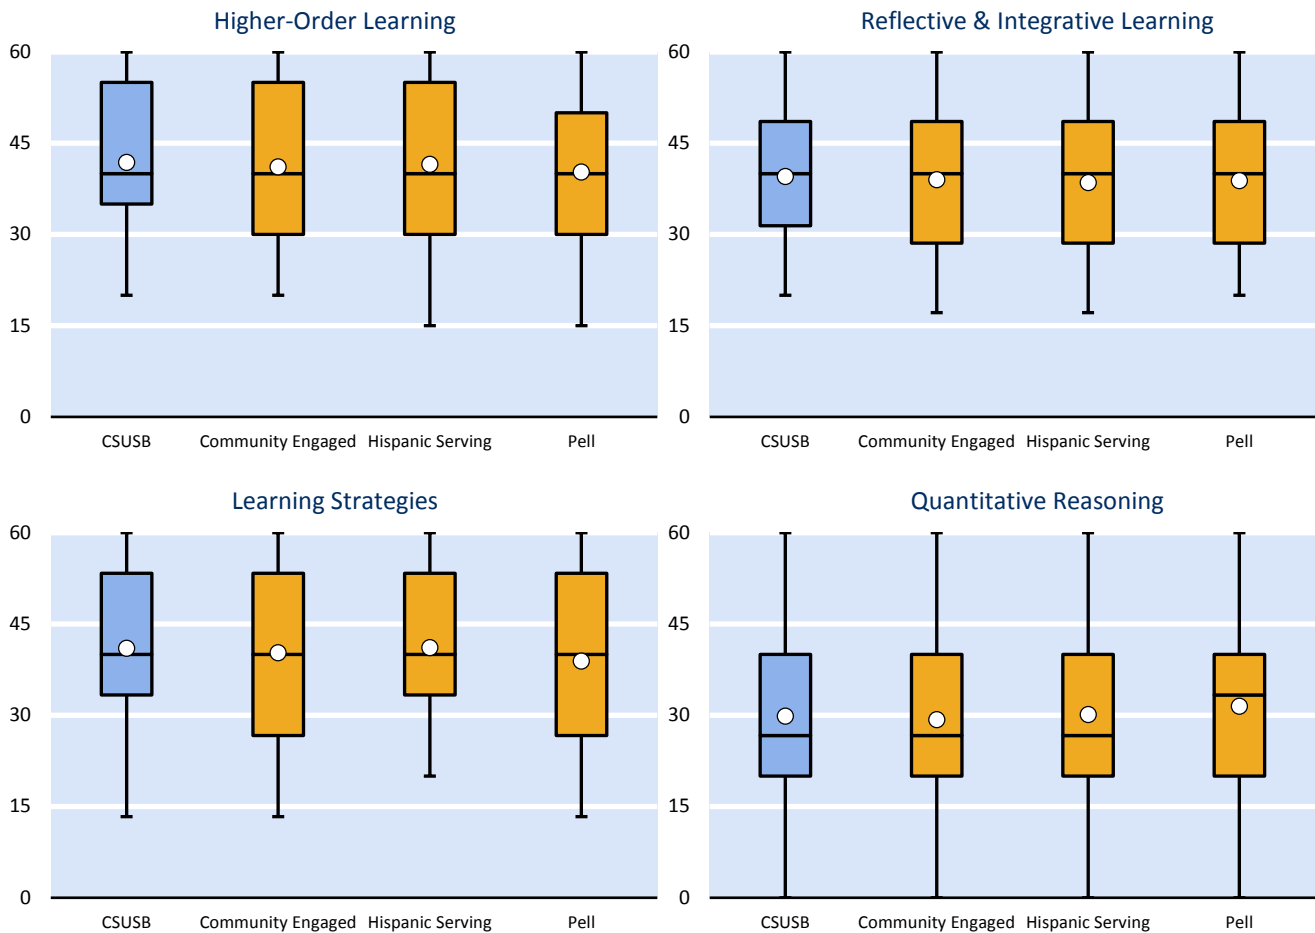 Higher-Order Learning
60
45
30
15
0
CSUSB Community Engaged Hispanic Serving Pell
Reflective & Integrative Learning
60
45
30
15
0
CSUSB Community Engaged Hispanic Serving Pell
Learning Strategies
60
45
30
15
0
CSUSB Community Engaged Hispanic Serving Pell
Quantitative Reasoning
60
45
30
15
0
CSUSB Community Engaged Hispanic Serving Pell